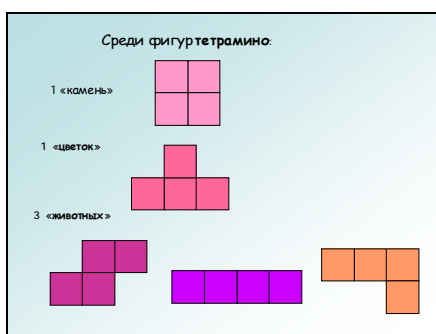 Среди фигур тетрамино:
1 «камень»
1 «цветок»
3 «животных»